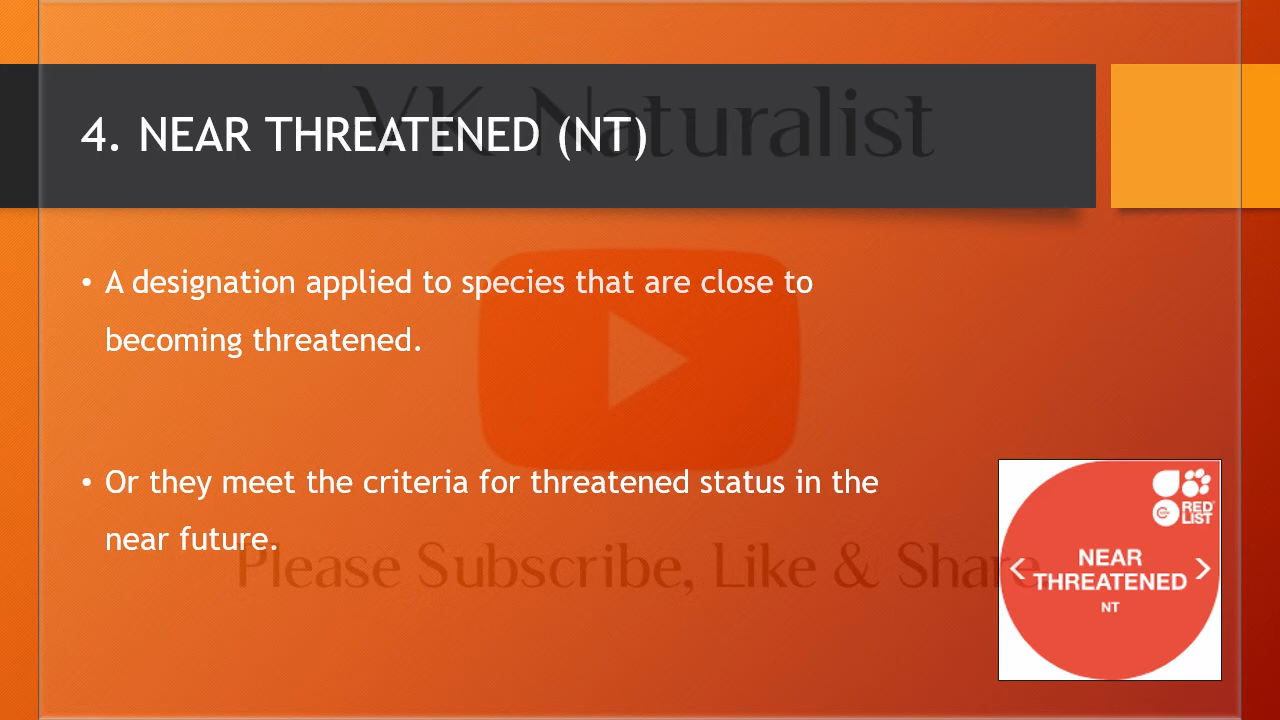 VK Naturalist
4. NEAR THREATENED (NT)
• A designation applied to species that are close to
becoming threatened.
• Or they meet the criteria for threatened status in the
near future.
Please Subscribe, Like & Share
RED
LIST
NEAR
< THREATENED >
NT